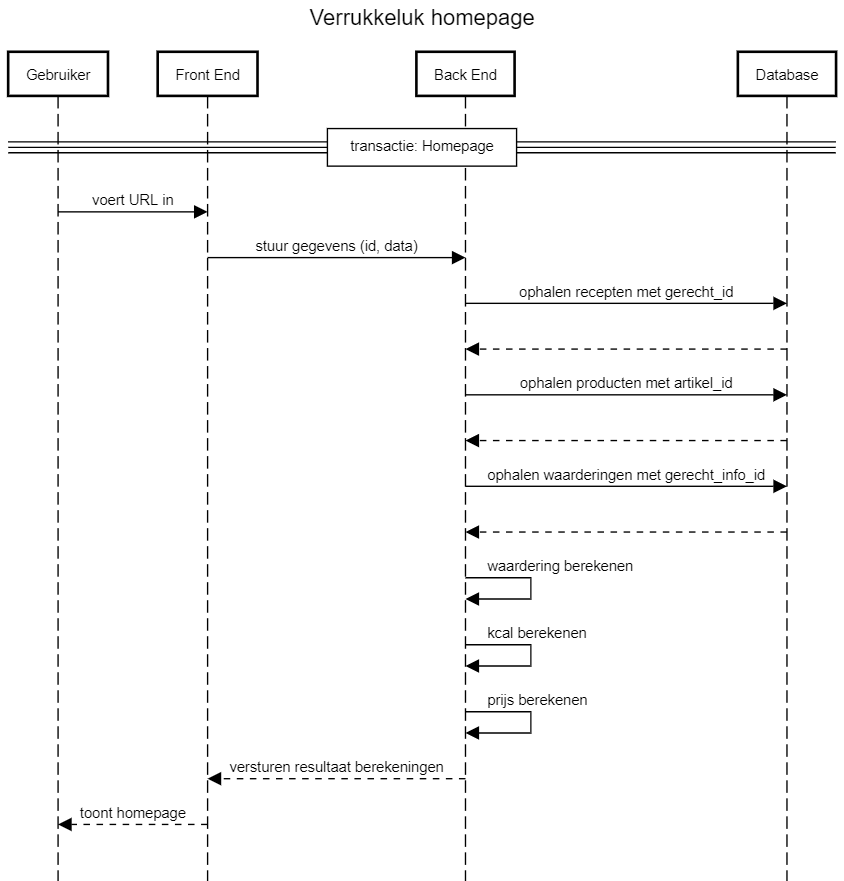 Verrukkeluk homepage
Gebruiker
Front End
Back End
Database
transactie: Homepage
voert URL in
stuur gegevens (id, data)
ophalen recepten met gerecht_id
ophalen producten met artikel_id
ophalen waarderingen met gerecht_info_id
waardering berekenen
kcal berekenen
prijs berekenen
versturen resultaat berekeningen
toont homepage